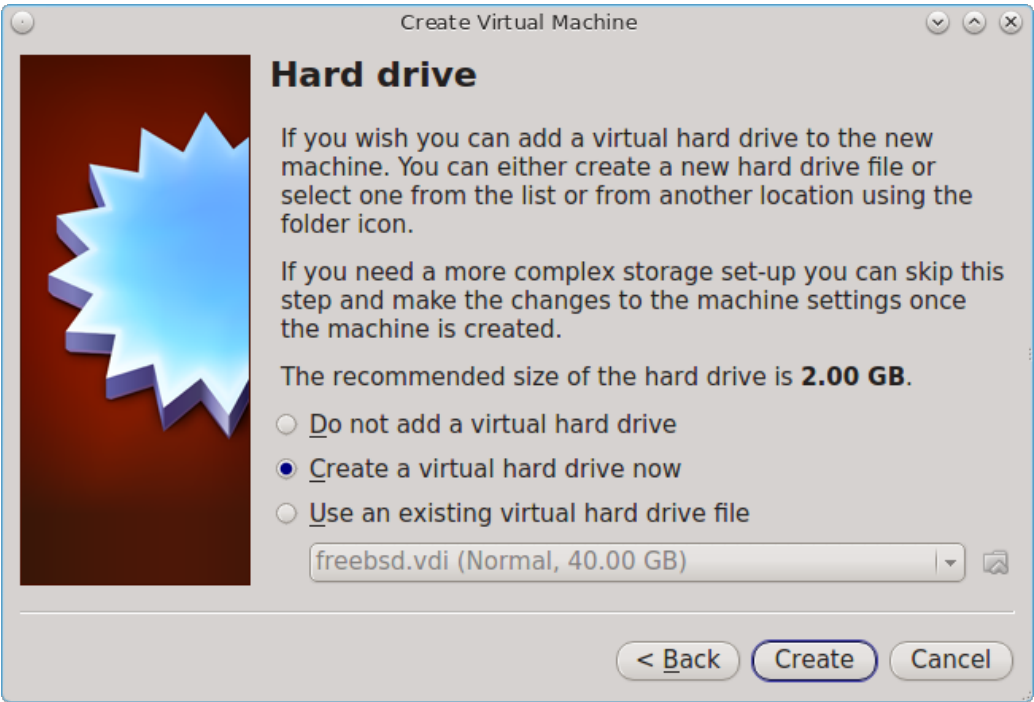 Create Virtual Machine
Hard drive
If you wish you can add a virtual hard drive to the new
machine. You can either create a new hard drive file or
select one from the list or from another location using the
folder icon.
If you need a more complex storage set-up you can skip this
step and make the changes to the machine settings once
the machine is created.
The recommended size of the hard drive is 2.00 GB.
Do not add a virtual hard drive
Create a virtual hard drive now
Use an existing virtual hard drive file
freebsd.vdi (Normal, 40.00 GB)
< Back Create Cancel